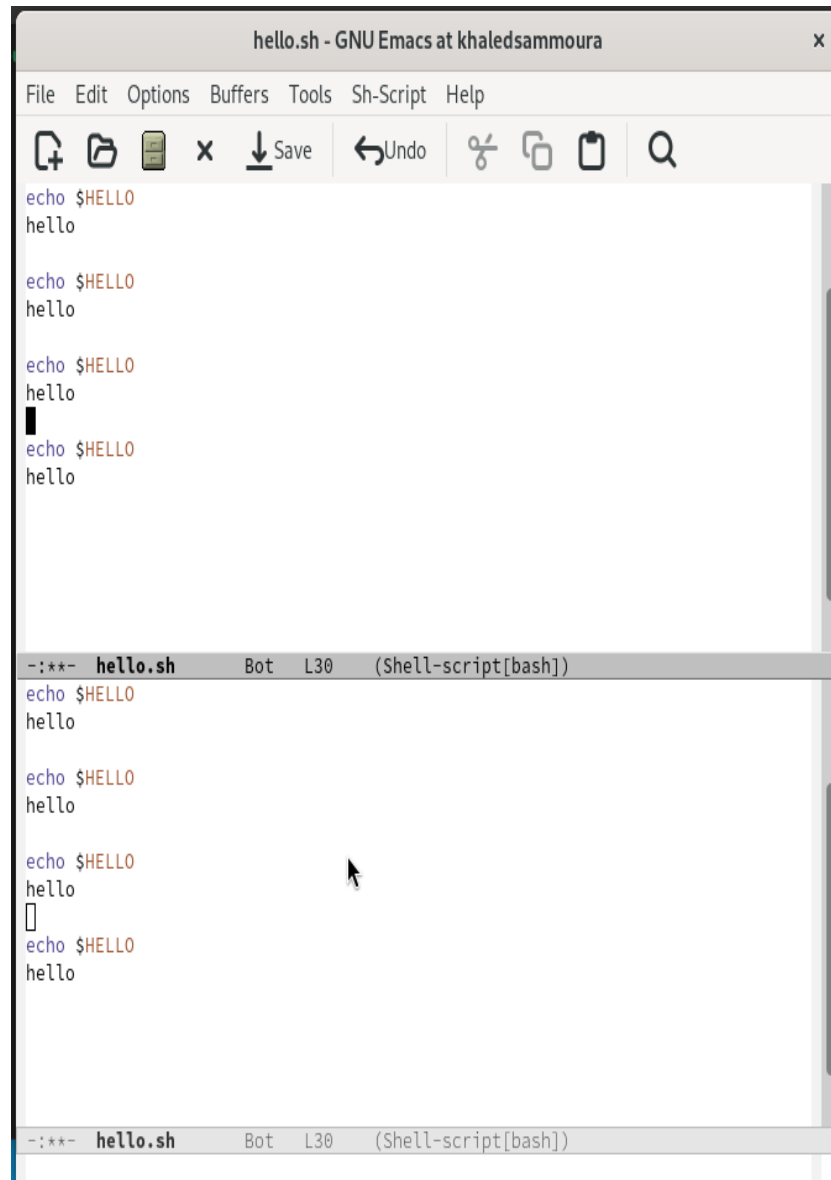 hello.sh - GNU Emacs at khaledsammoura
File Edit Options Buffers Tools Sh-Script Help
Save Undo
echo $HELLO
hello
echo $HELLO
hello
echo $HELLO
hello
echo $HELLO
hello
-:**- hello.sh Bot L30 (Shell-script[bash])
echo $HELLO
hello
echo $HELLO
hello
echo $HELLO
hello
echo $HELLO
hello
-:**- hello.sh Bot L30 (Shell-script[bash])